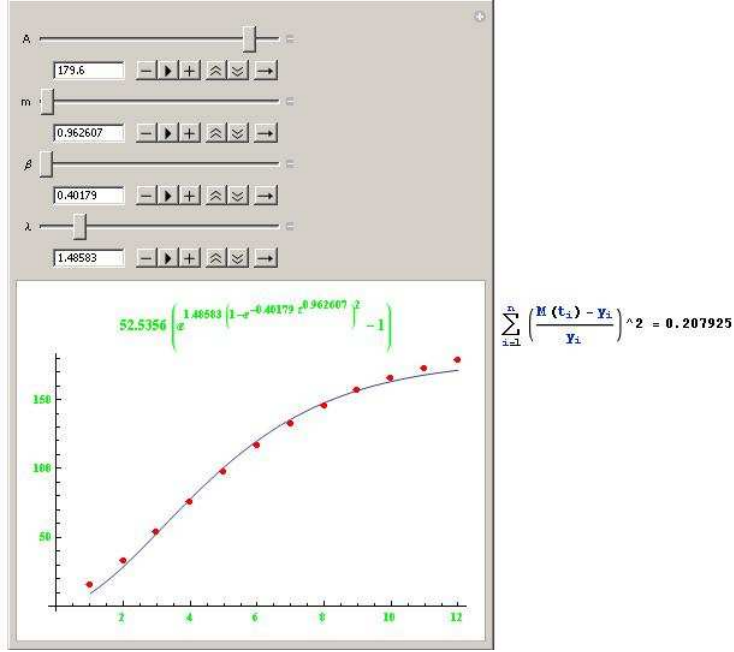 A
179.6
m
0.962607
β
0.40179
λ
1.48583
52.5356 (e^(1.48583 (1-e^(-0.40179 t^0.962607))^2) - 1)
∑_{i=1}^{n} ((M (t_i) - y_i) / y_i) ^2 = 0.207925
150
100
50
2 4 6 8 10 12